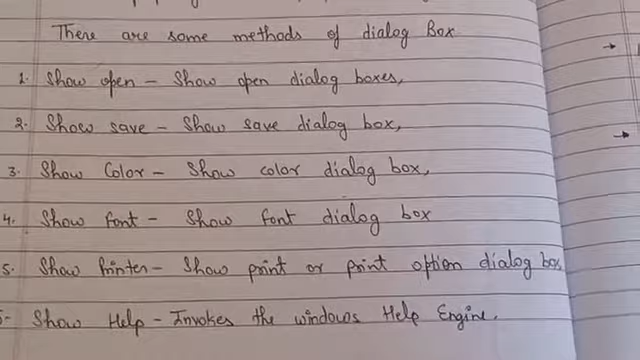 There are some methods of dialog Box
1. Show open - Show open dialog boxes,
2. Show save - Show save dialog box,
3. Show Color - Show color dialog box,
4. Show font - Show font dialog box
5. Show Printer - Show print or print option dialog box,
Show Help - Invokes the windows Help Engine.